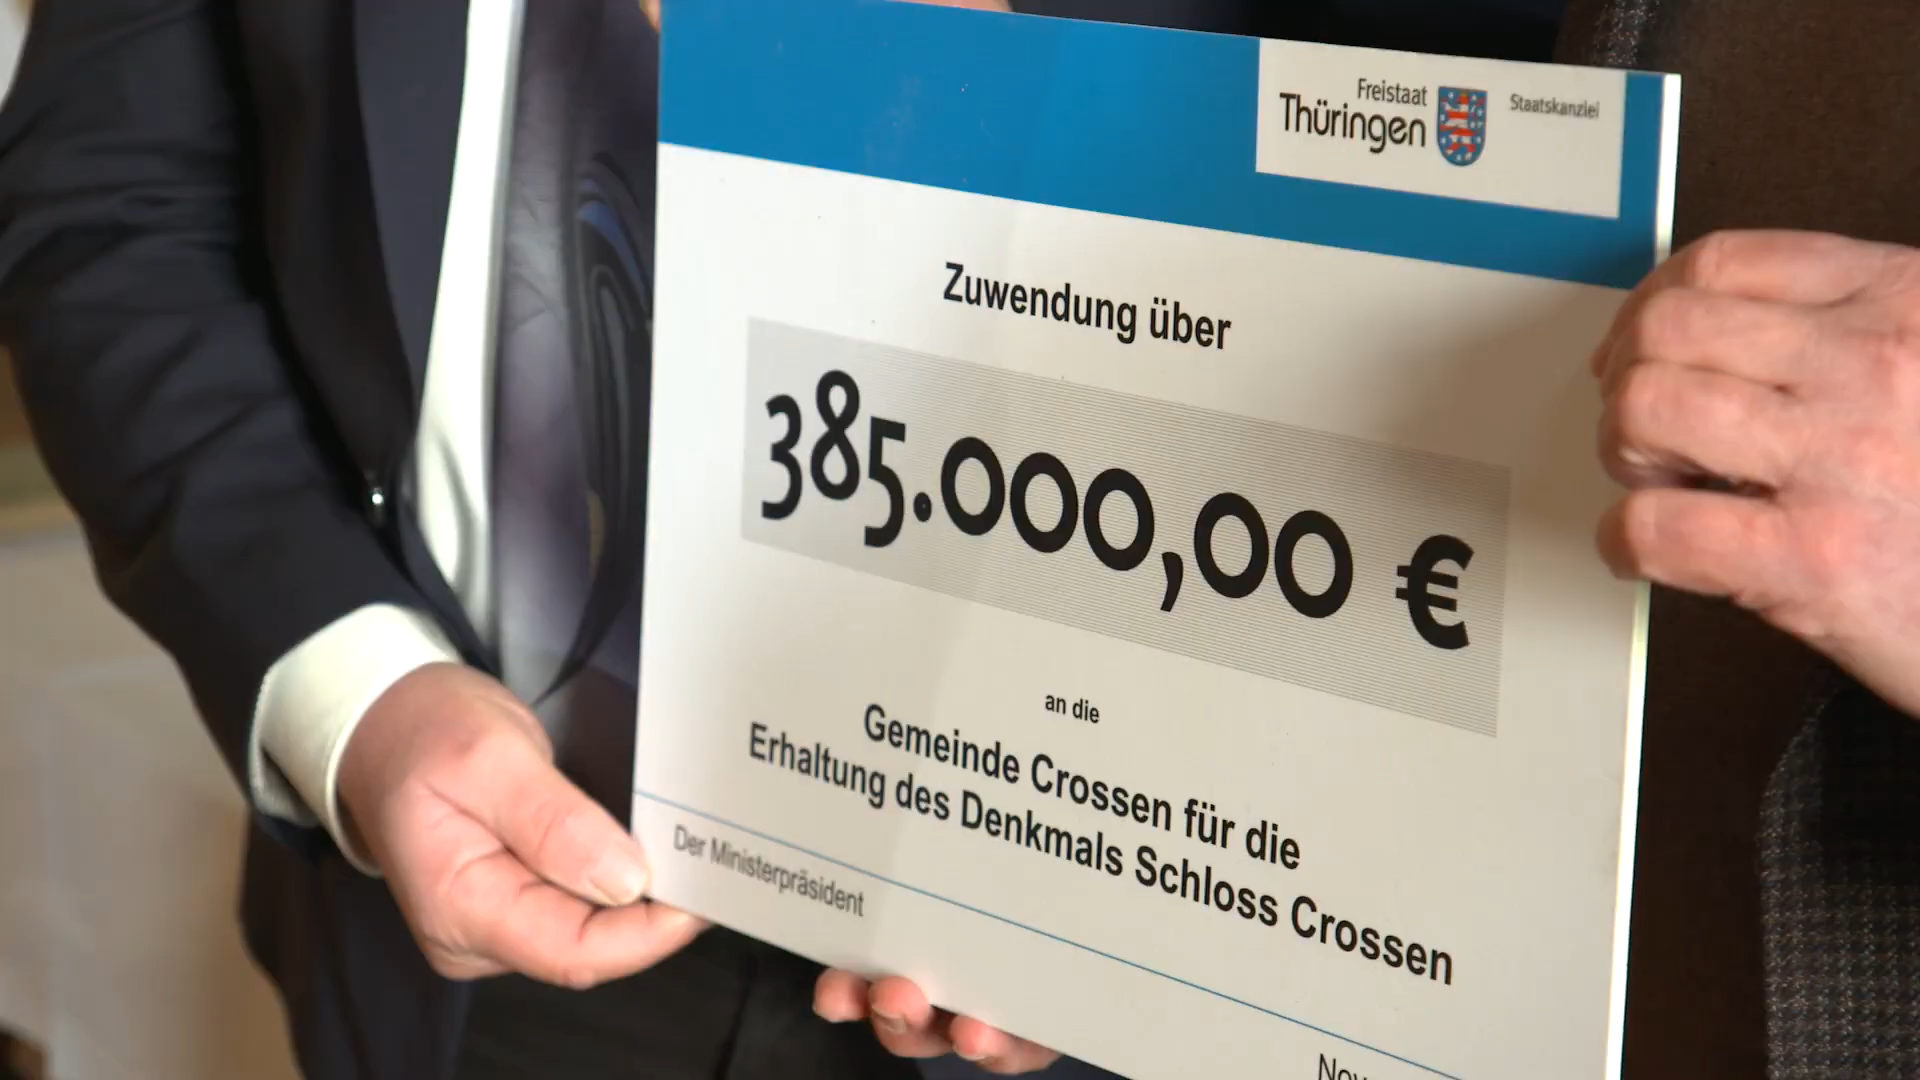 Freistaat
Thüringen
Staatskanzlei
Zuwendung über
385.000,00 €
an die
Gemeinde Crossen für die
Erhaltung des Denkmals Schloss Crossen
Der Ministerpräsident